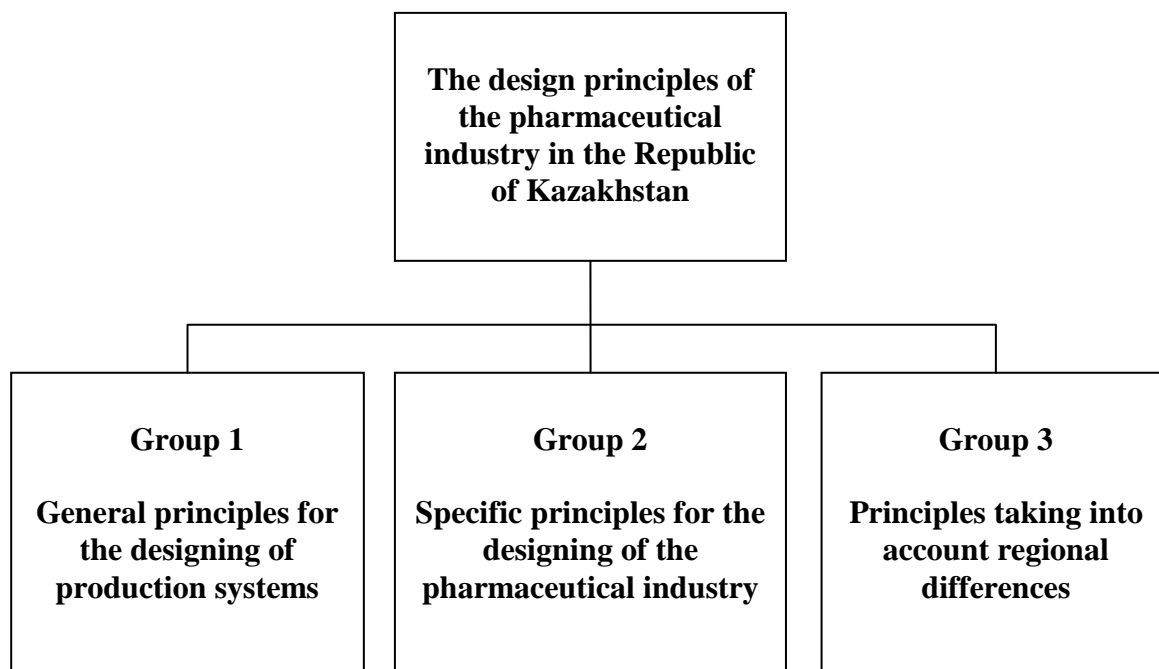 The design principles of
the pharmaceutical
industry in the Republic
of Kazakhstan
Group 1
General principles for
the designing of
production systems
Group 2
Specific principles for the
designing of the
pharmaceutical industry
Group 3
Principles taking into
account regional
differences